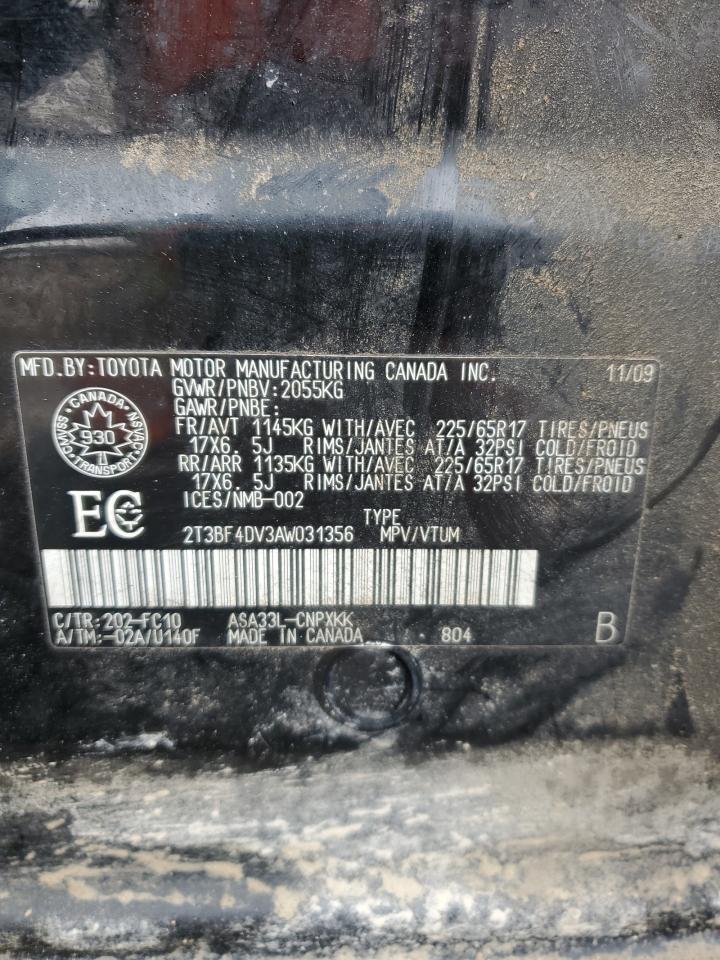 MFD.BY:TOYOTA MOTOR MANUFACTURING CANADA INC. 11/09
GVWR/PNBV:2055KG
GAWR/PNBE:
FR/AVT 1145KG WITH/AVEC 225/65R17 TIRES/PNEUS
17X6.5J RIMS/JANTES AT/A 32PSI COLD/FROID
RR/ARR 1135KG WITH/AVEC 225/65R17 TIRES/PNEUS
17X6.5J RIMS/JANTES AT/A 32PSI COLD/FROID
ICES/NMB-002
CANADA
CMVSS 930 NSVAC
TRANSPORT
EC
TYPE
2T3BF4DV3AW031356 MPV/VTUM
C/TR:202-FC10 ASA33L-CNPXKK
A/TM:-02A/U140F MADE IN CANADA 804 B